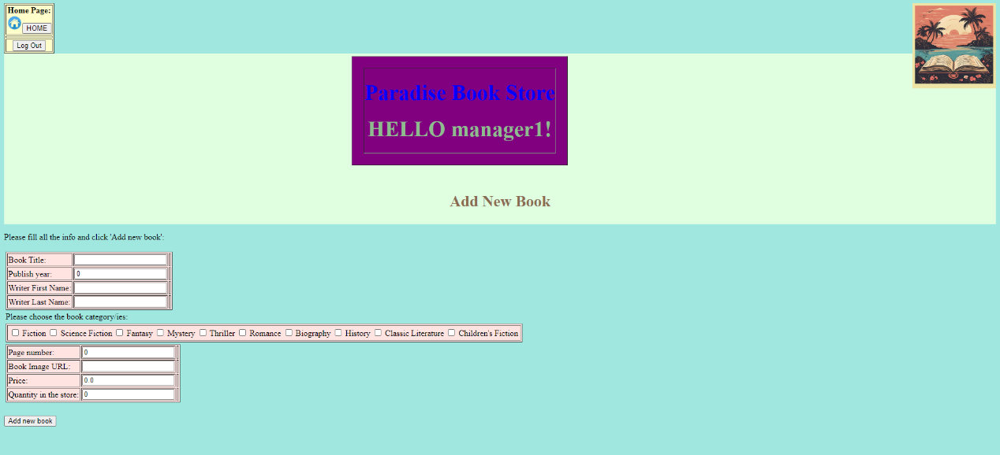 Home Page:
HOME
Log Out
Paradise Book Store
HELLO manager1!
Add New Book
Please fill all the info and click 'Add new book':
Book Title:
Publish year: 0
Writer First Name:
Writer Last Name:
Please choose the book category/ies:
Fiction Science Fiction Fantasy Mystery Thriller Romance Biography History Classic Literature Children's Fiction
Page number: 0
Book Image URL:
Price: 0.0
Quantity in the store: 0
Add new book